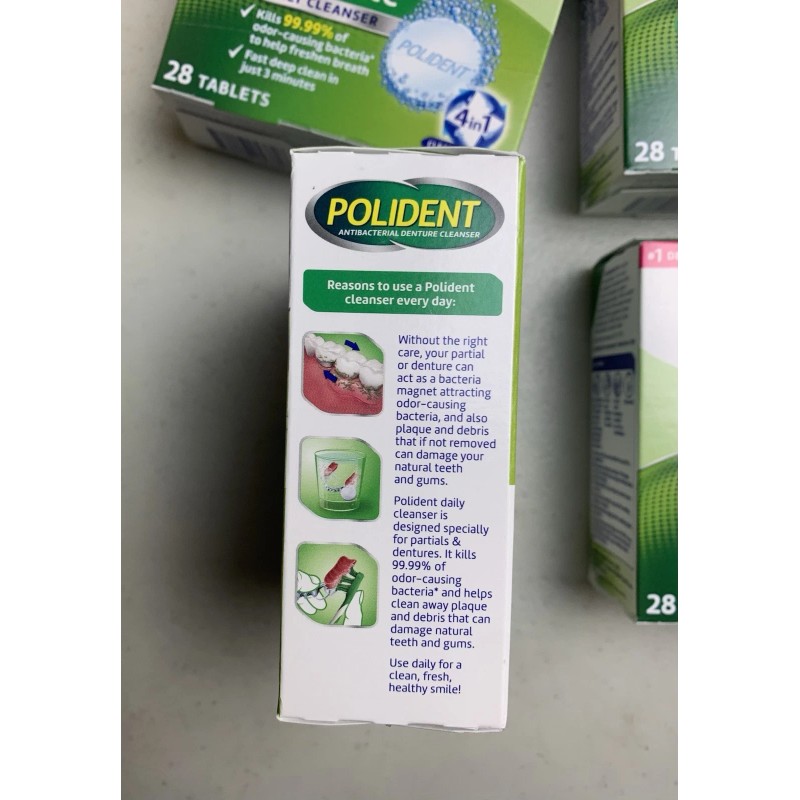 CLEANSER
Kills 99.99% of
odor-causing bacteria*
to help freshen breath
Fast deep clean in
just 3 minutes
28 TABLETS
POLIDENT
4in1
28
#1
28
POLIDENT
ANTIBACTERIAL DENTURE CLEANSER
Reasons to use a Polident
cleanser every day:
Without the right
care, your partial
or denture can
act as a bacteria
magnet attracting
odor-causing
bacteria, and also
plaque and debris
that if not removed
can damage your
natural teeth
and gums.
Polident daily
cleanser is
designed specially
for partials &
dentures. It kills
99.99% of
odor-causing
bacteria* and helps
clean away plaque
and debris that can
damage natural
teeth and gums.
Use daily for a
clean, fresh,
healthy smile!